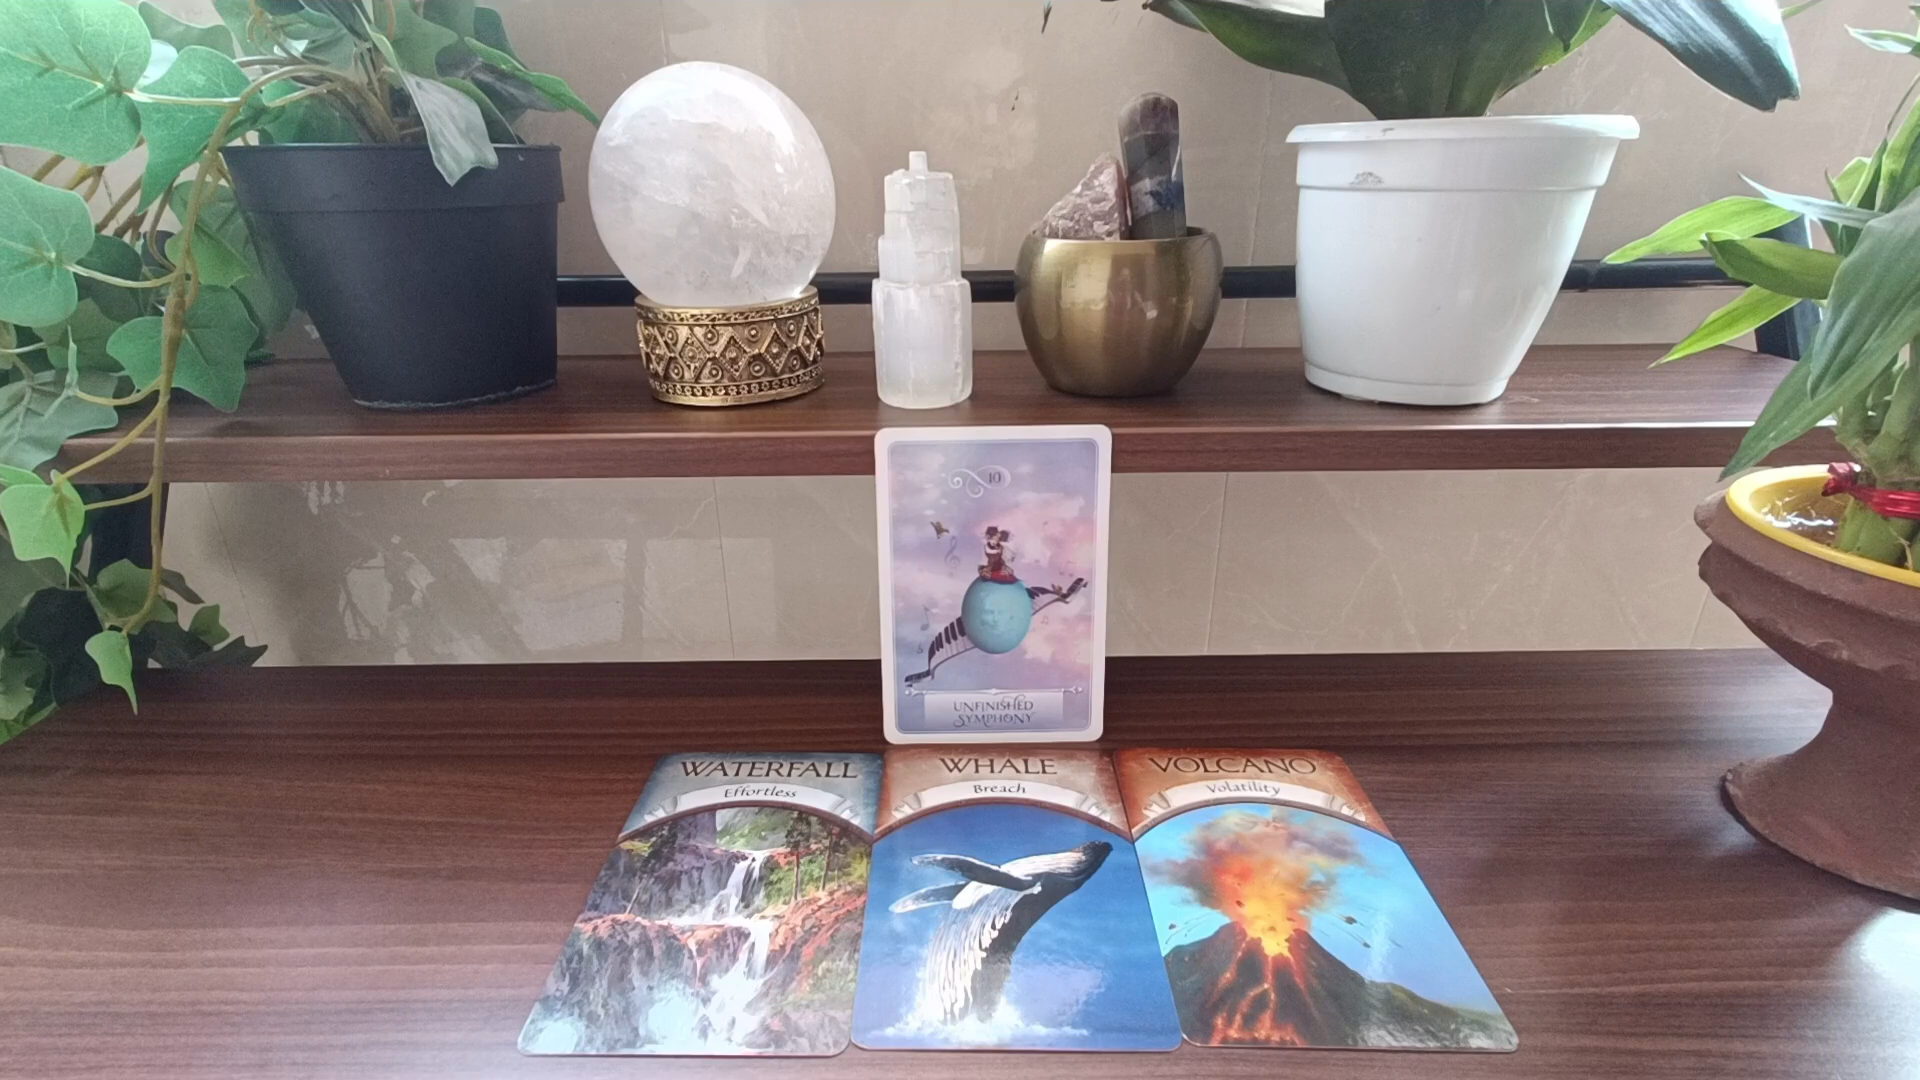 10
UNFINISHED
SYMPHONY
WATERFALL
Effortless
WHALE
Breach
VOLCANO
Volatility